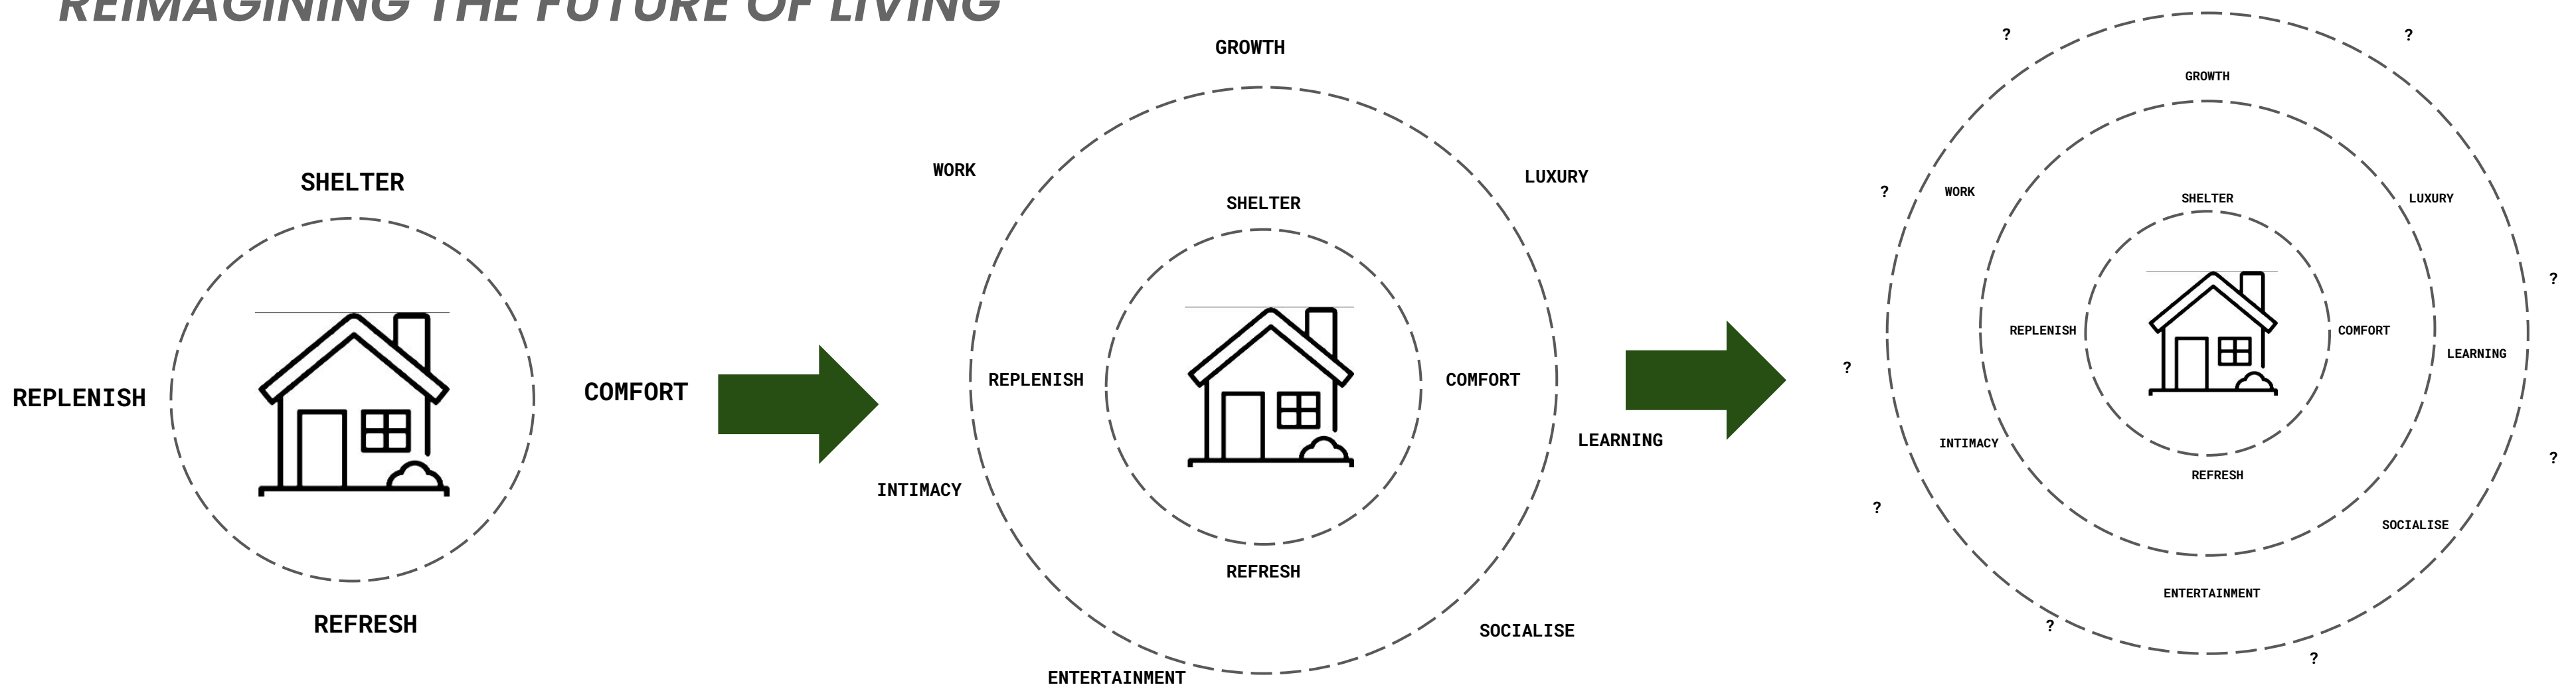 REIMAGINING THE FUTURE OF LIVING
SHELTER
REPLENISH
COMFORT
REFRESH
GROWTH
WORK
LUXURY
SHELTER
REPLENISH
COMFORT
LEARNING
INTIMACY
REFRESH
SOCIALISE
ENTERTAINMENT
?
?
GROWTH
?
WORK
SHELTER
LUXURY
?
REPLENISH
COMFORT
LEARNING
?
INTIMACY
?
REFRESH
?
SOCIALISE
ENTERTAINMENT
?
?